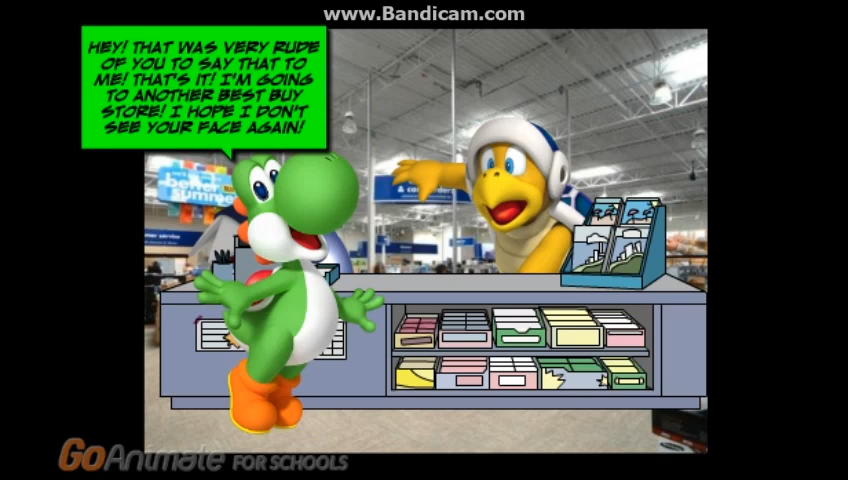 www.Bandicam.com
HEY! THAT WAS VERY RUDE
OF YOU TO SAY THAT TO
ME! THAT'S IT! I'M GOING
TO ANOTHER BEST BUY
STORE! I HOPE I DON'T
SEE YOUR FACE AGAIN!
better
summe
GoAnimate FOR SCHOOLS